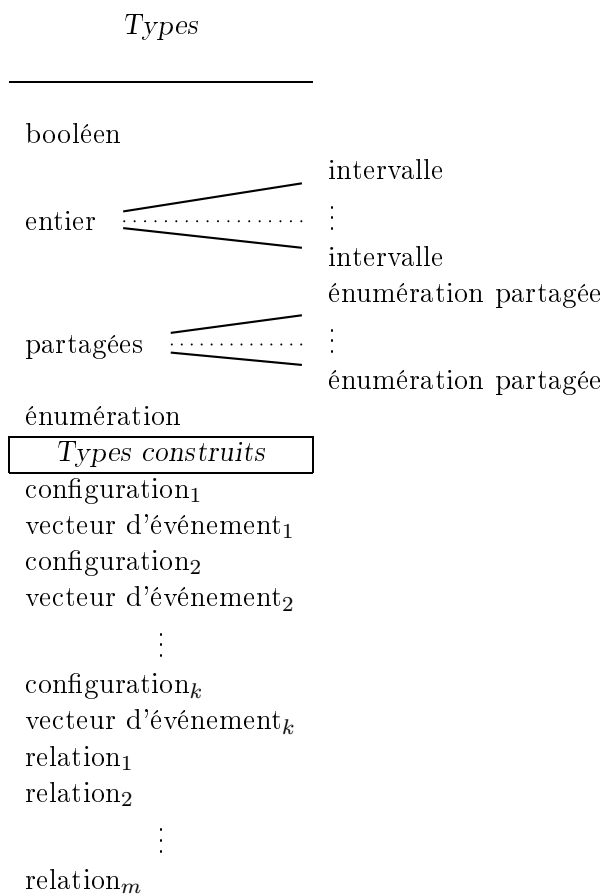 Types
booléen
intervalle
entier
⋮
intervalle
énumération partagée
partagées
⋮
énumération partagée
énumération
Types construits
configuration₁
vecteur d'événement₁
configuration₂
vecteur d'événement₂
⋮
configurationₖ
vecteur d'événementₖ
relation₁
relation₂
⋮
relationₘ